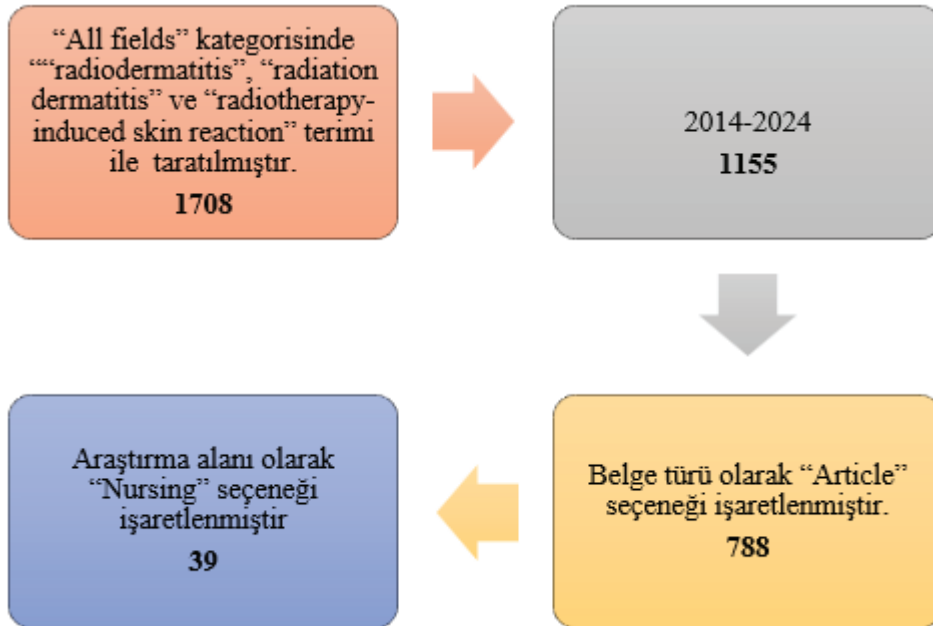 “All fields” kategorisinde
““radiodermatitis”, “radiation
dermatitis” ve “radiotherapy-
induced skin reaction” terimi
ile taratılmıştır.
1708
2014-2024
1155
Belge türü olarak “Article”
seçeneği işaretlenmiştir.
788
Araştırma alanı olarak
“Nursing” seçeneği
işaretlenmiştir
39